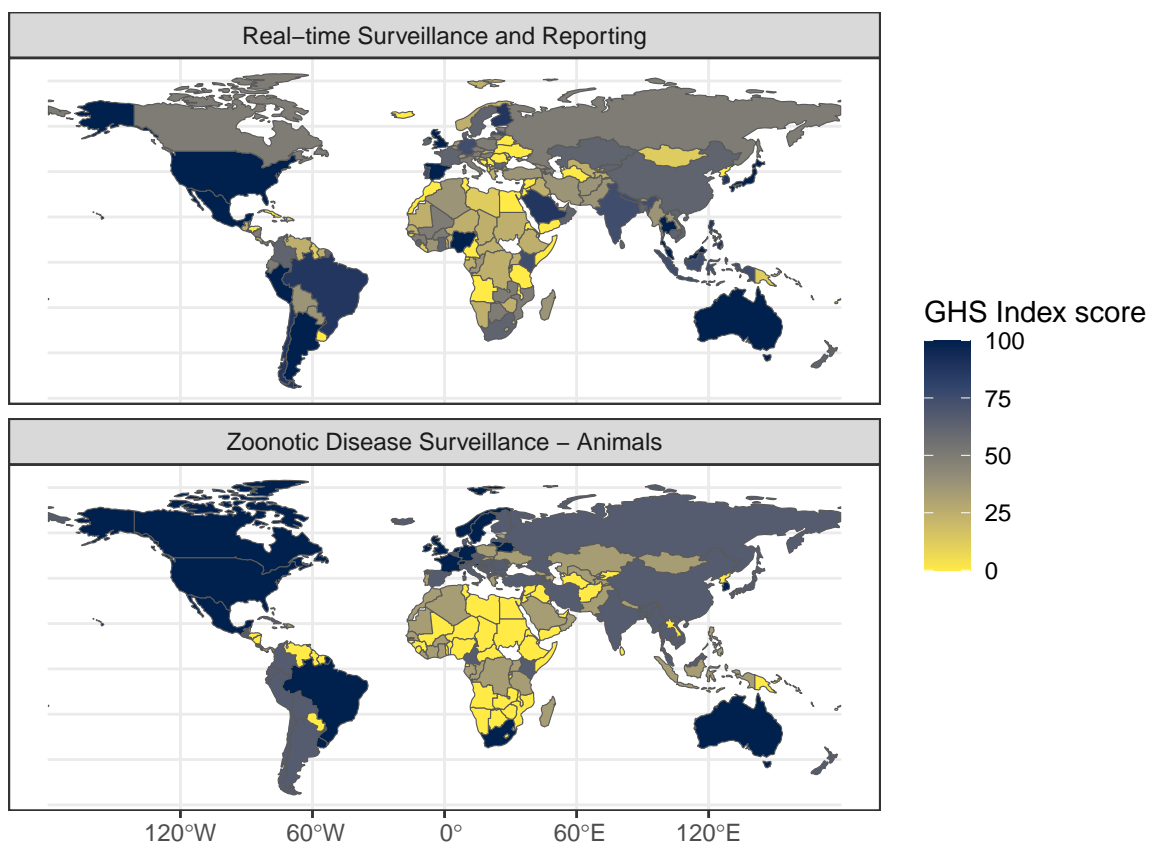 Real−time Surveillance and Reporting
Zoonotic Disease Surveillance − Animals
GHS Index score
100
75
50
25
0
120°W 60°W 0° 60°E 120°E